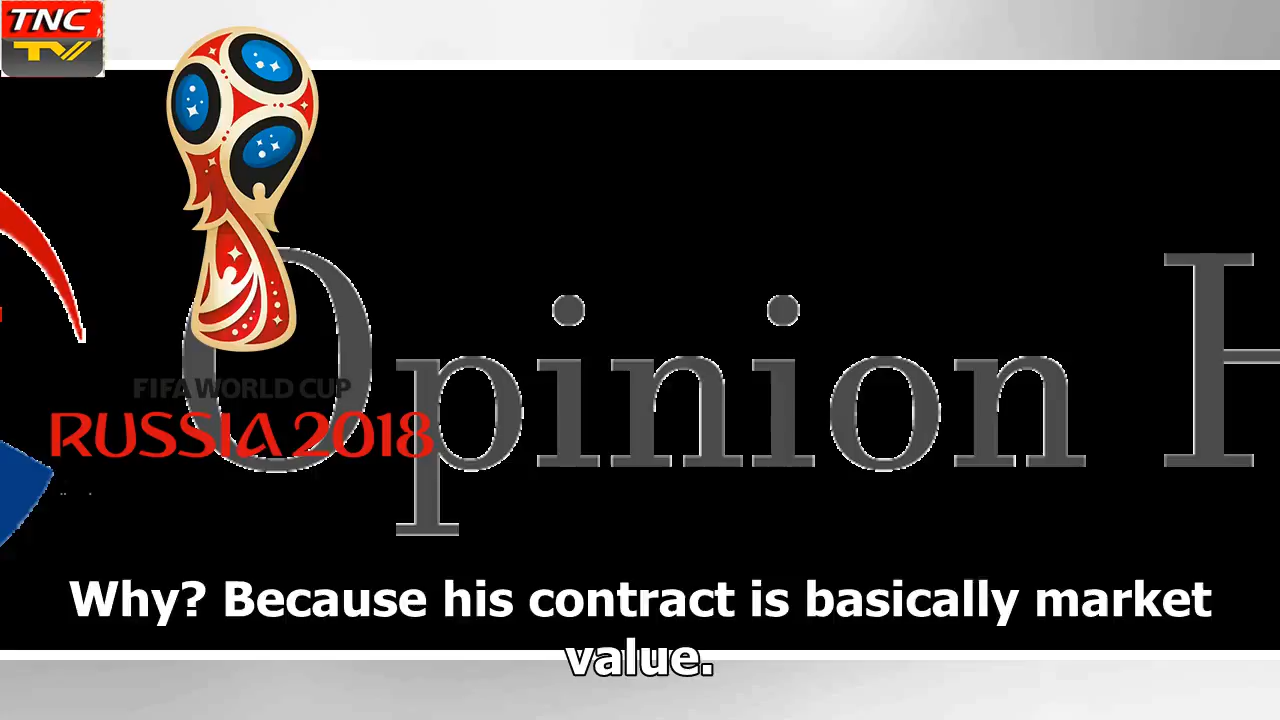 TNC
TV
Opinion H
FIFA WORLD CUP
RUSSIA 2018
Why? Because his contract is basically market
value.